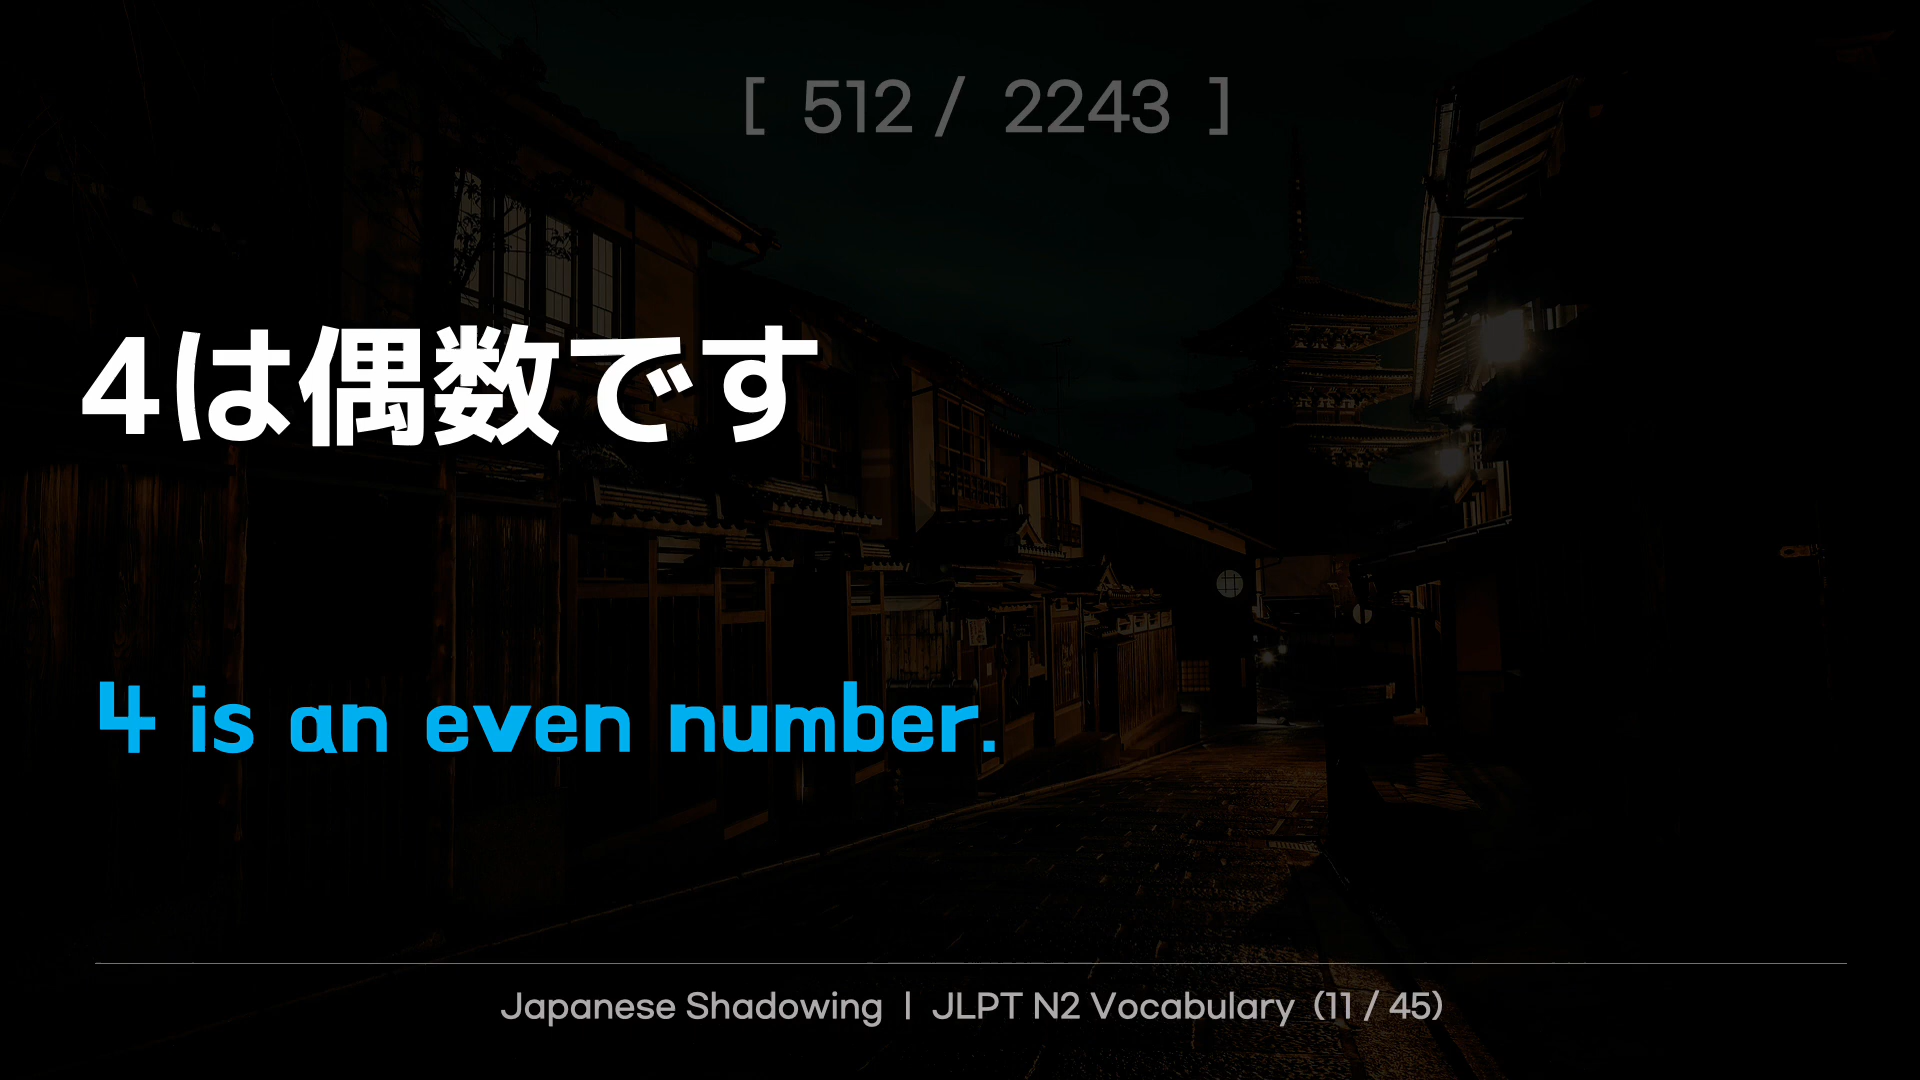 [ 512 / 2243 ]
4は偶数です
4 is an even number.
Japanese Shadowing | JLPT N2 Vocabulary (11 / 45)